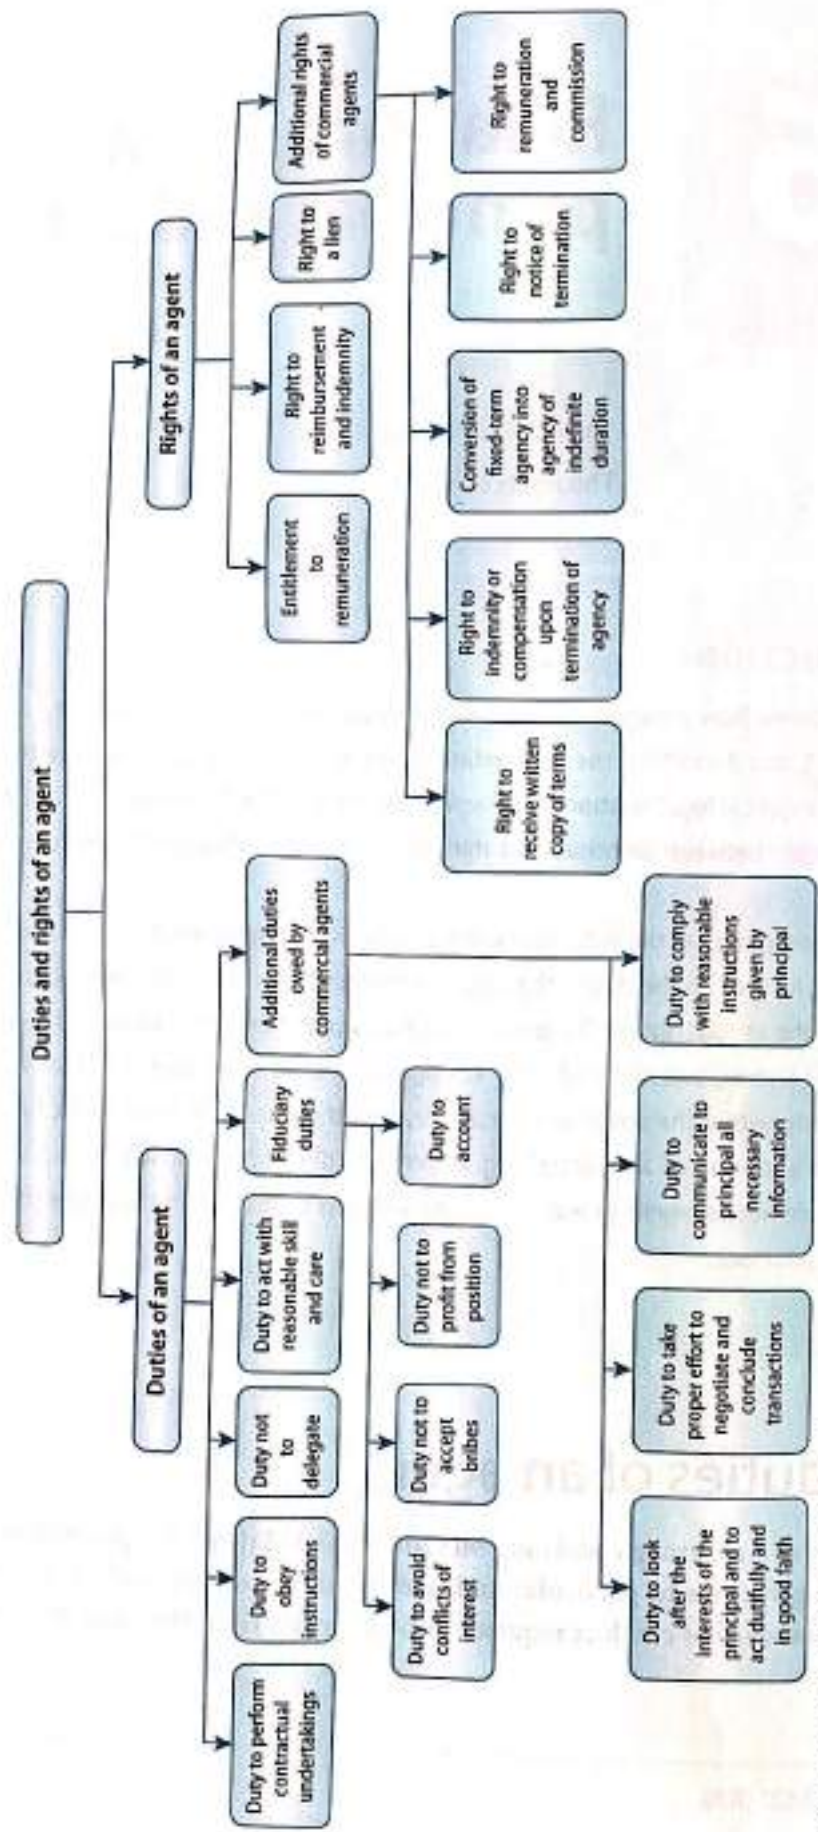 Duties and rights of an agent
Duties of an agent
Rights of an agent
Duty to perform
contractual
undertakings
Duty to
obey
instructions
Duty not
to
delegate
Duty to act with
reasonable skill
and care
Fiduciary
duties
Additional duties
owed by
commercial agents
Entitlement
to
remuneration
Right to
reimbursement
and indemnity
Right to
a lien
Additional rights
of commercial
agents
Duty to avoid
conflicts of
interest
Duty not to
accept
bribes
Duty not to
profit from
position
Duty to
account
Right to
receive written
copy of terms
Right to
indemnity or
compensation
upon
termination of
agency
Conversion of
fixed-term
agency into
agency of
indefinite
duration
Right to
notice of
termination
Right to
remuneration
and
commission
Duty to look
after the
interests of the
principal and to
act dutifully and
in good faith
Duty to take
proper effort to
negotiate and
conclude
transactions
Duty to
communicate to
principal all
necessary
information
Duty to comply
with reasonable
instructions
given by
principal